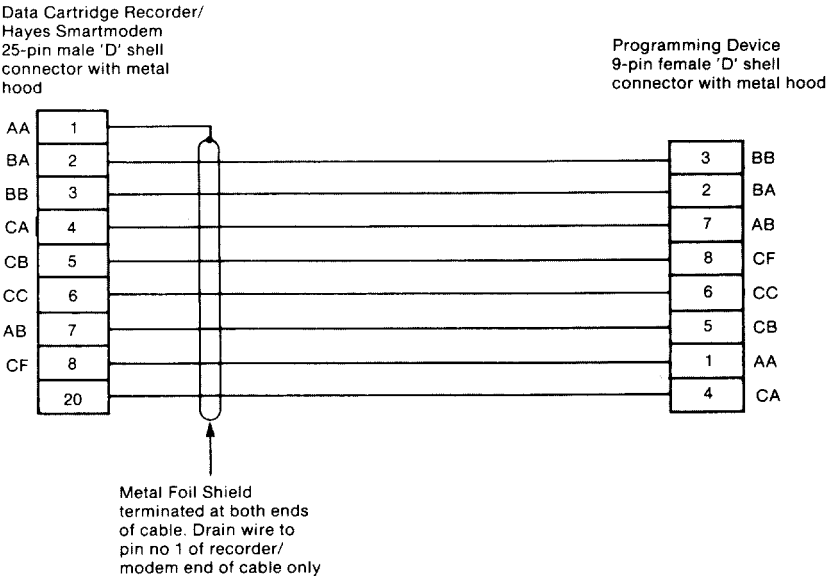 Data Cartridge Recorder/
Hayes Smartmodem
25-pin male 'D' shell
connector with metal
hood
Programming Device
9-pin female 'D' shell
connector with metal hood
AA 1
BA 2 3 BB
BB 3 2 BA
CA 4 7 AB
CB 5 8 CF
CC 6 6 CC
AB 7 5 CB
CF 8 1 AA
20 4 CA
Metal Foil Shield
terminated at both ends
of cable. Drain wire to
pin no 1 of recorder/
modem end of cable only